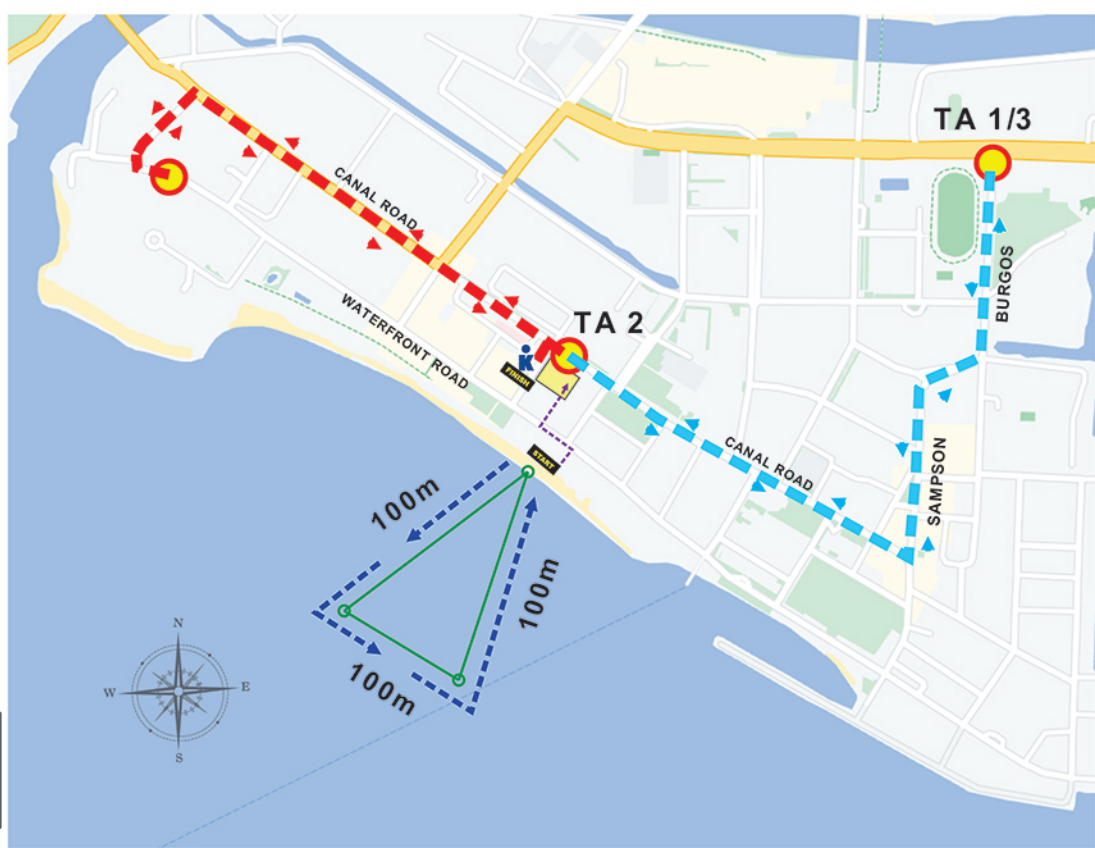 TA 1/3
CANAL ROAD
BURGOS
WATERFRONT ROAD
TA 2
K
FINISH
START
CANAL ROAD
SAMPSON
100m
100m
100m
N
W
E
S